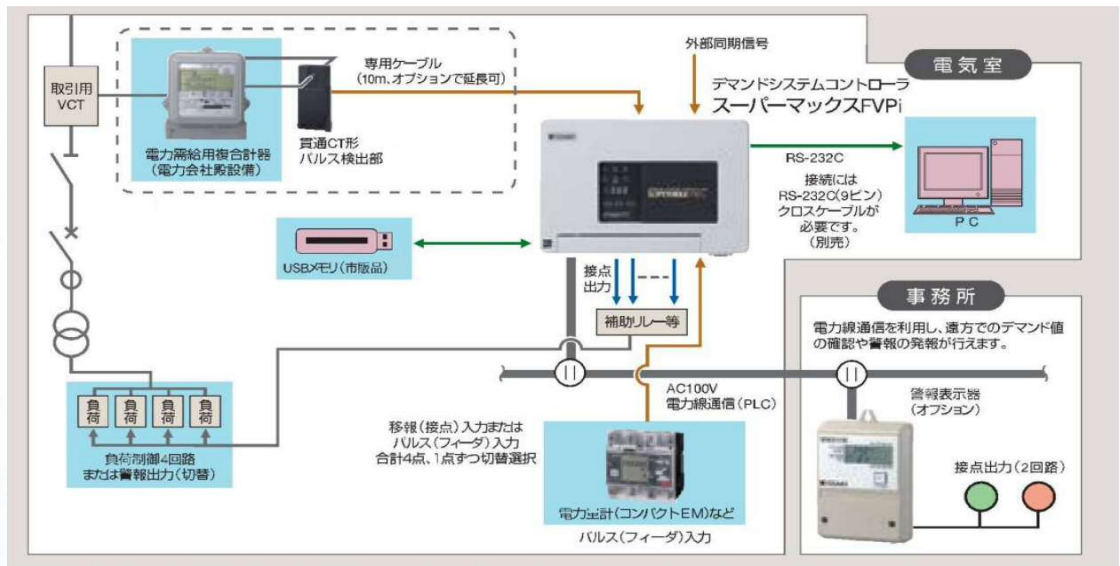 電気室
外部同期信号
デマンドシステムコントローラ
スーパーマックスFVPi
専用ケーブル
(10m、オプションで延長可)
取引用
VCT
電力需給用複合計器
(電力会社殿設備)
貫通CT形
パルス検出部
RS-232C
接続には
RS-232C(9ピン)
クロスケーブルが
必要です。
(別売)
PC
USBメモリ(市販品)
接点
出力
補助リレー等
事務所
電力線通信を利用し、遠方でのデマンド値
の確認や警報の発報が行えます。
AC100V
電力線通信(PLC)
警報表示器
(オプション)
接点出力(2回路)
負荷
負荷
負荷
負荷
負荷制御4回路
または警報出力(切替)
移報(接点)入力または
パルス(フィーダ)入力
合計4点、1点ずつ切替選択
電力量計(コンパクトEM)など
パルス(フィーダ)入力